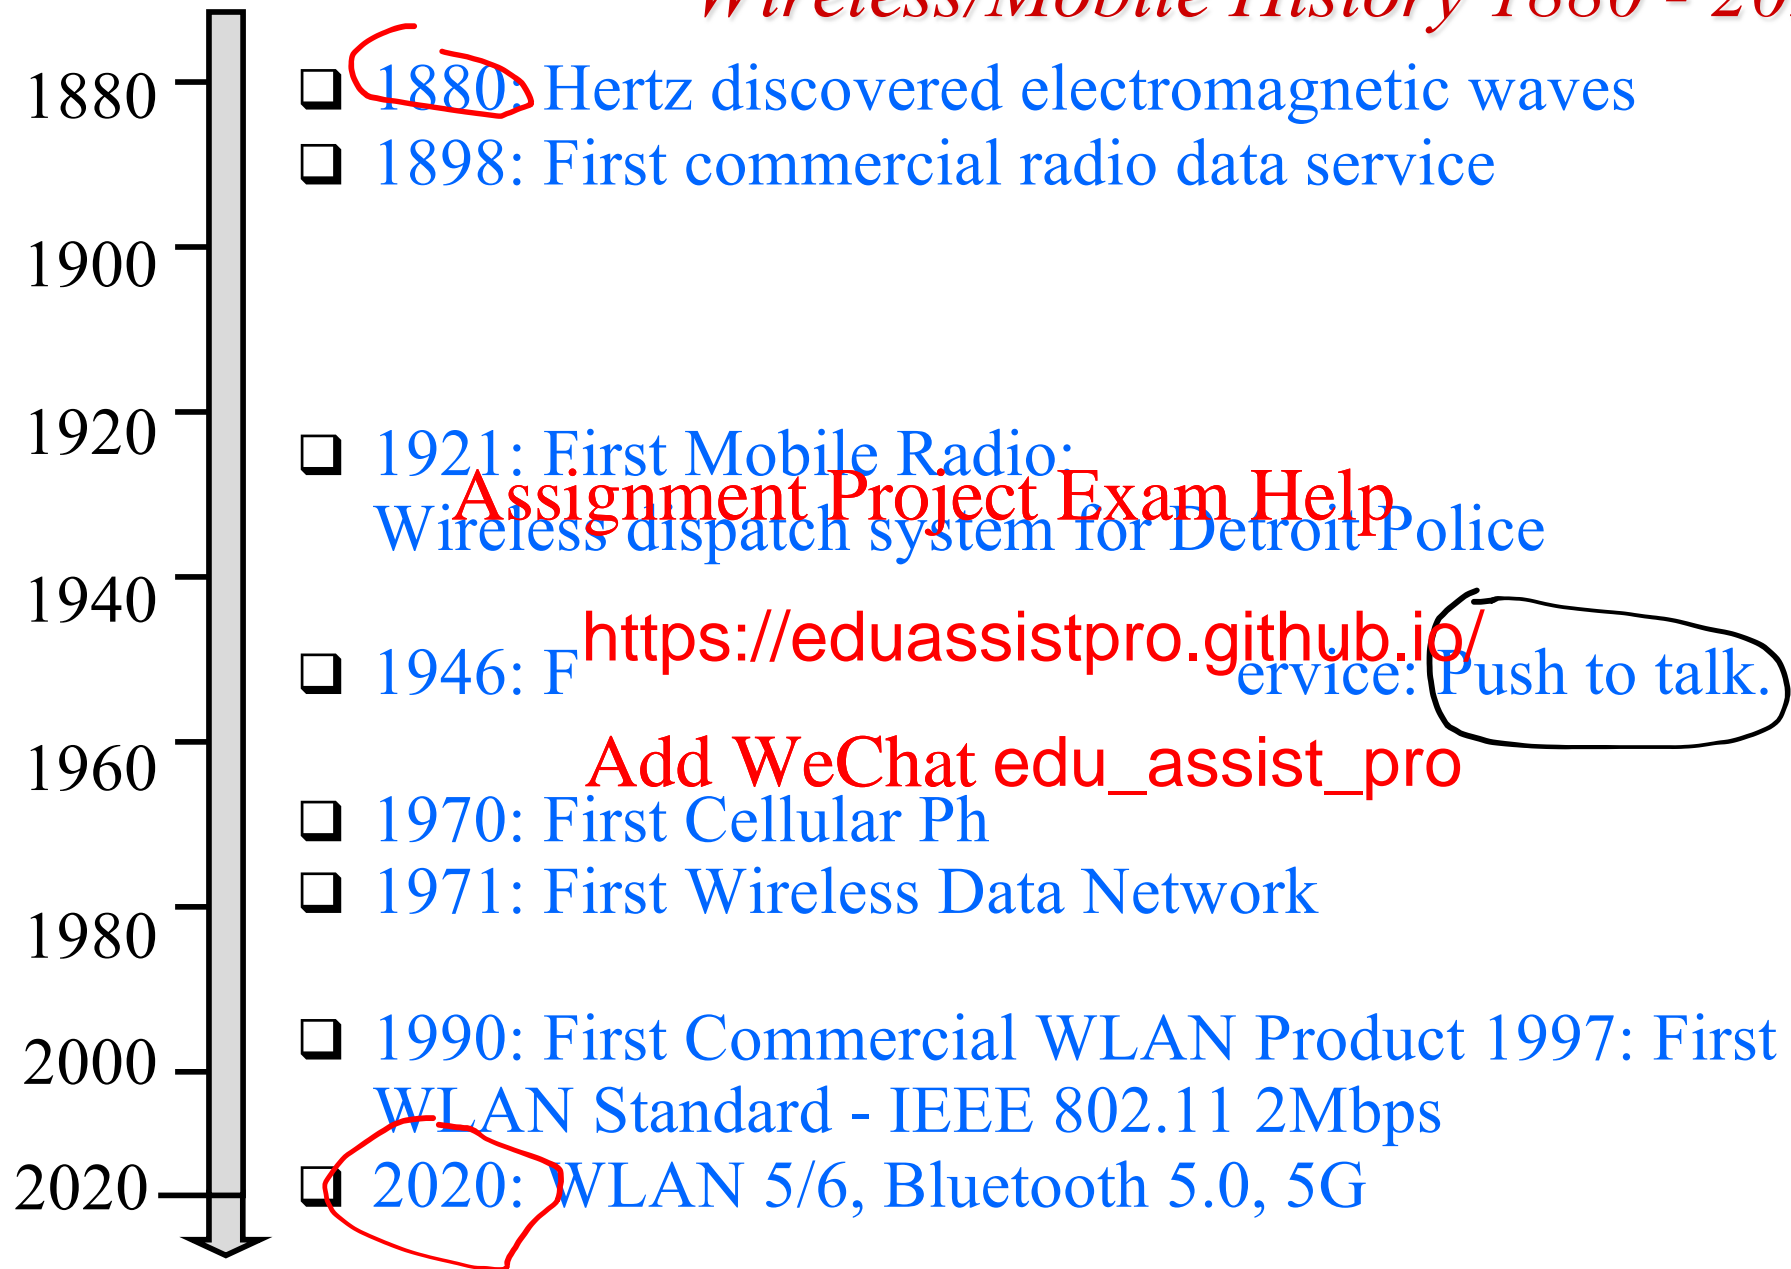 Wireless/Mobile History 1880 - 20
1880
1880: Hertz discovered electromagnetic waves
1898: First commercial radio data service
1900
1920
1921: First Mobile Radio:
Assignment Project Exam Help
Wireless dispatch system for Detroit Police
1940
https://eduassistpro.github.io/
1946: F ervice: Push to talk.
1960
Add WeChat edu_assist_pro
1970: First Cellular Ph
1971: First Wireless Data Network
1980
1990: First Commercial WLAN Product 1997: First
2000
WLAN Standard - IEEE 802.11 2Mbps
2020
2020: WLAN 5/6, Bluetooth 5.0, 5G